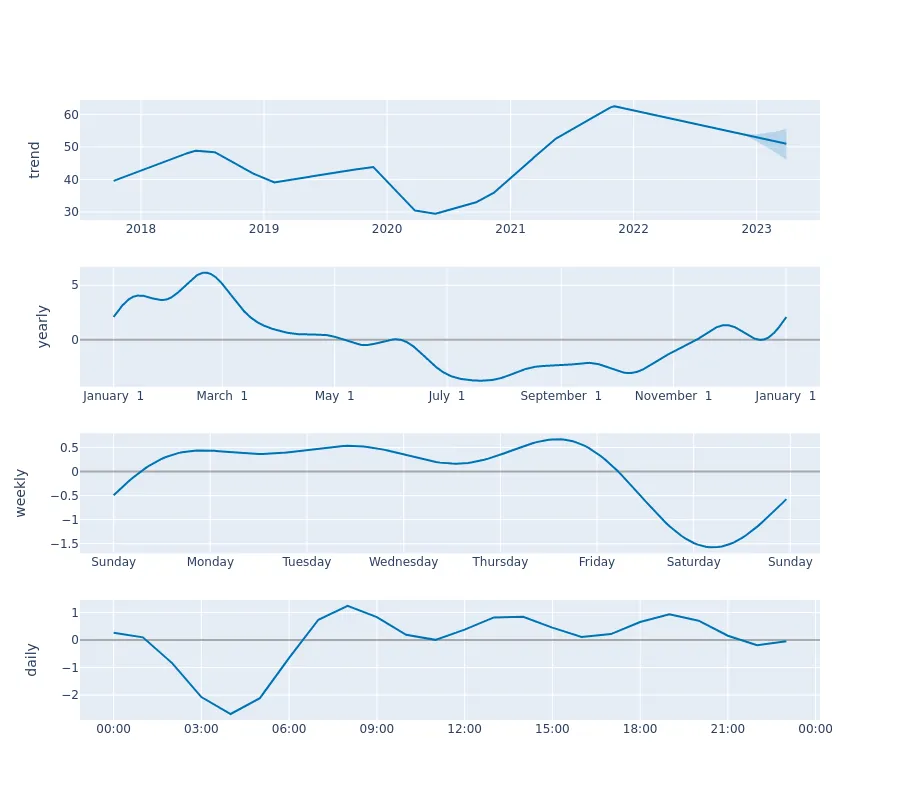 trend
60
50
40
30
2018 2019 2020 2021 2022 2023
yearly
5
0
January 1 March 1 May 1 July 1 September 1 November 1 January 1
weekly
0.5
0
−0.5
−1
−1.5
Sunday Monday Tuesday Wednesday Thursday Friday Saturday Sunday
daily
1
0
−1
−2
00:00 03:00 06:00 09:00 12:00 15:00 18:00 21:00 00:00